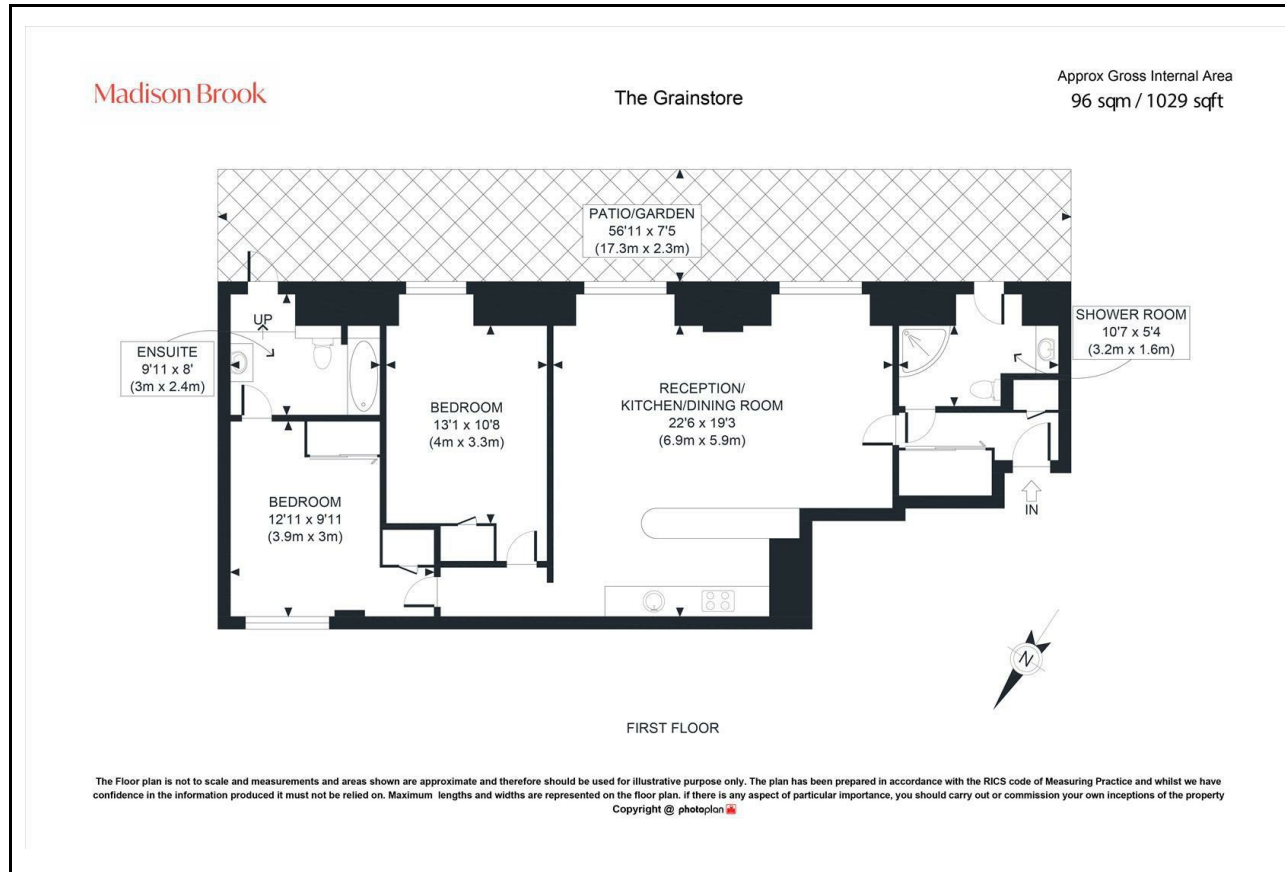 Madison Brook
The Grainstore
Approx Gross Internal Area
96 sqm / 1029 sqft
PATIO/GARDEN
56'11 x 7'5
(17.3m x 2.3m)
UP
ENSUITE
9'11 x 8'
(3m x 2.4m)
SHOWER ROOM
10'7 x 5'4
(3.2m x 1.6m)
BEDROOM
13'1 x 10'8
(4m x 3.3m)
RECEPTION/
KITCHEN/DINING ROOM
22'6 x 19'3
(6.9m x 5.9m)
BEDROOM
12'11 x 9'11
(3.9m x 3m)
IN
N
FIRST FLOOR
The Floor plan is not to scale and measurements and areas shown are approximate and therefore should be used for illustrative purpose only. The plan has been prepared in accordance with the RICS code of Measuring Practice and whilst we have
confidence in the information produced it must not be relied on. Maximum lengths and widths are represented on the floor plan. if there is any aspect of particular importance, you should carry out or commission your own inceptions of the property
Copyright @ photoplan